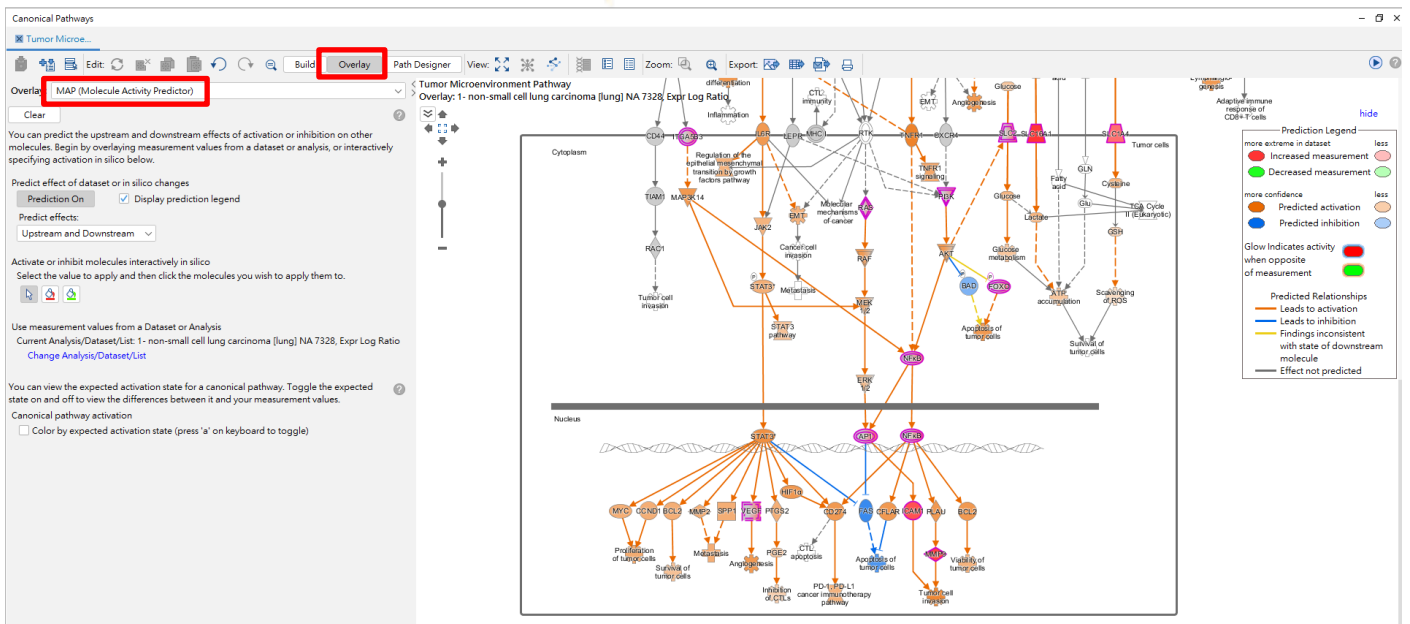 Canonical Pathways
Tumor Microe...
Edit:
Build
Overlay
Path Designer
View:
Zoom:
Export:
Overlay
MAP (Molecule Activity Predictor)
Clear
You can predict the upstream and downstream effects of activation or inhibition on other
molecules. Begin by overlaying measurement values from a dataset or analysis, or interactively
specifying activation in silico below.
Predict effect of dataset or in silico changes
Prediction On
Display prediction legend
Predict effects:
Upstream and Downstream
Activate or inhibit molecules interactively in silico
Select the value to apply and then click the molecules you wish to apply them to.
Use measurement values from a Dataset or Analysis
Current Analysis/Dataset/List: 1- non-small cell lung carcinoma [lung] NA 7328, Expr Log Ratio
Change Analysis/Dataset/List
You can view the expected activation state for a canonical pathway. Toggle the expected
state on and off to view the differences between it and your measurement values.
Canonical pathway activation
Color by expected activation state (press 'a' on keyboard to toggle)
Tumor Microenvironment Pathway
Overlay: 1- non-small cell lung carcinoma [lung] NA 7328, Expr Log Ratio
differentiation
Inflammation
CTL
immunity
EMT
Angiogenesis
Glucose
acid
genesis
Adaptive immune
response of
CD8+ T cells
hide
Cytoplasm
Tumor cells
CD44
ITGA5B3
IL6R
LEPR
MHC I
RTK
TNFR1
CXCR4
SLC2
SLC16A1
SLC1A4
Regulation of the
epithelial mesenchymal
transition by growth
factors pathway
TNFR1
signaling
Fatty
acid
GLN
Glu
Cysteine
TIAM1
MAP3K14
Molecular
mechanisms
of cancer
RAS
PI3K
Glucose
Lactate
TCA Cycle
II (Eukaryotic)
EMT
JAK2
RAC1
Cancer cell
invasion
RAF
AKT
Glucose
metabolism
GSH
Tumor cell
invasion
STAT3*
Metastasis
MEK
1/2
BAD
FOXO
ATP
accumulation
Scavenging
of ROS
STAT3
pathway
Apoptosis of
tumor cells
Survival of
tumor cells
NFκB
ERK
1/2
Nucleus
STAT3*
AP1
NFκB
HIF1α
MYC
CCND1
BCL2
MMP2
SPP1
VEGF
PTGS2
CD274
FAS
CFLAR
ICAM1
PLAU
BCL2
Proliferation
of tumor cells
Survival of
tumor cells
Metastasis
Angiogenesis
PGE2
CTL
apoptosis
Apoptosis of
tumor cells
Viability of
tumor cells
Inhibition
of CTLs
PD-1, PD-L1
cancer immunotherapy
pathway
Tumor cell
invasion
Prediction Legend
more extreme in dataset
less
Increased measurement
Decreased measurement
more confidence
less
Predicted activation
Predicted inhibition
Glow Indicates activity
when opposite
of measurement
Predicted Relationships
Leads to activation
Leads to inhibition
Findings inconsistent
with state of downstream
molecule
Effect not predicted